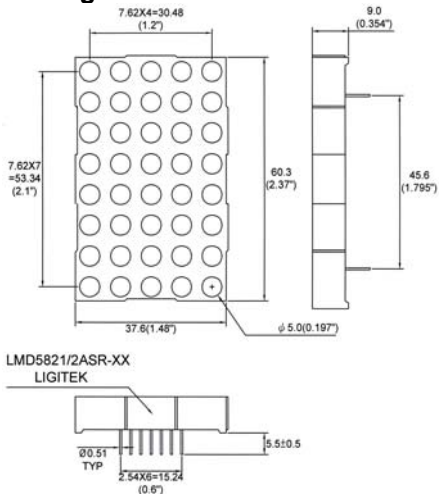 7.62X4=30.48
(1.2")
9.0
(0.354")
7.62X7
=53.34
(2.1")
60.3
(2.37")
45.6
(1.795")
37.6(1.48")
ϕ 5.0(0.197")
LMD5821/2ASR-XX
LIGITEK
Ø0.51
TYP
2.54X6=15.24
(0.6")
5.5±0.5